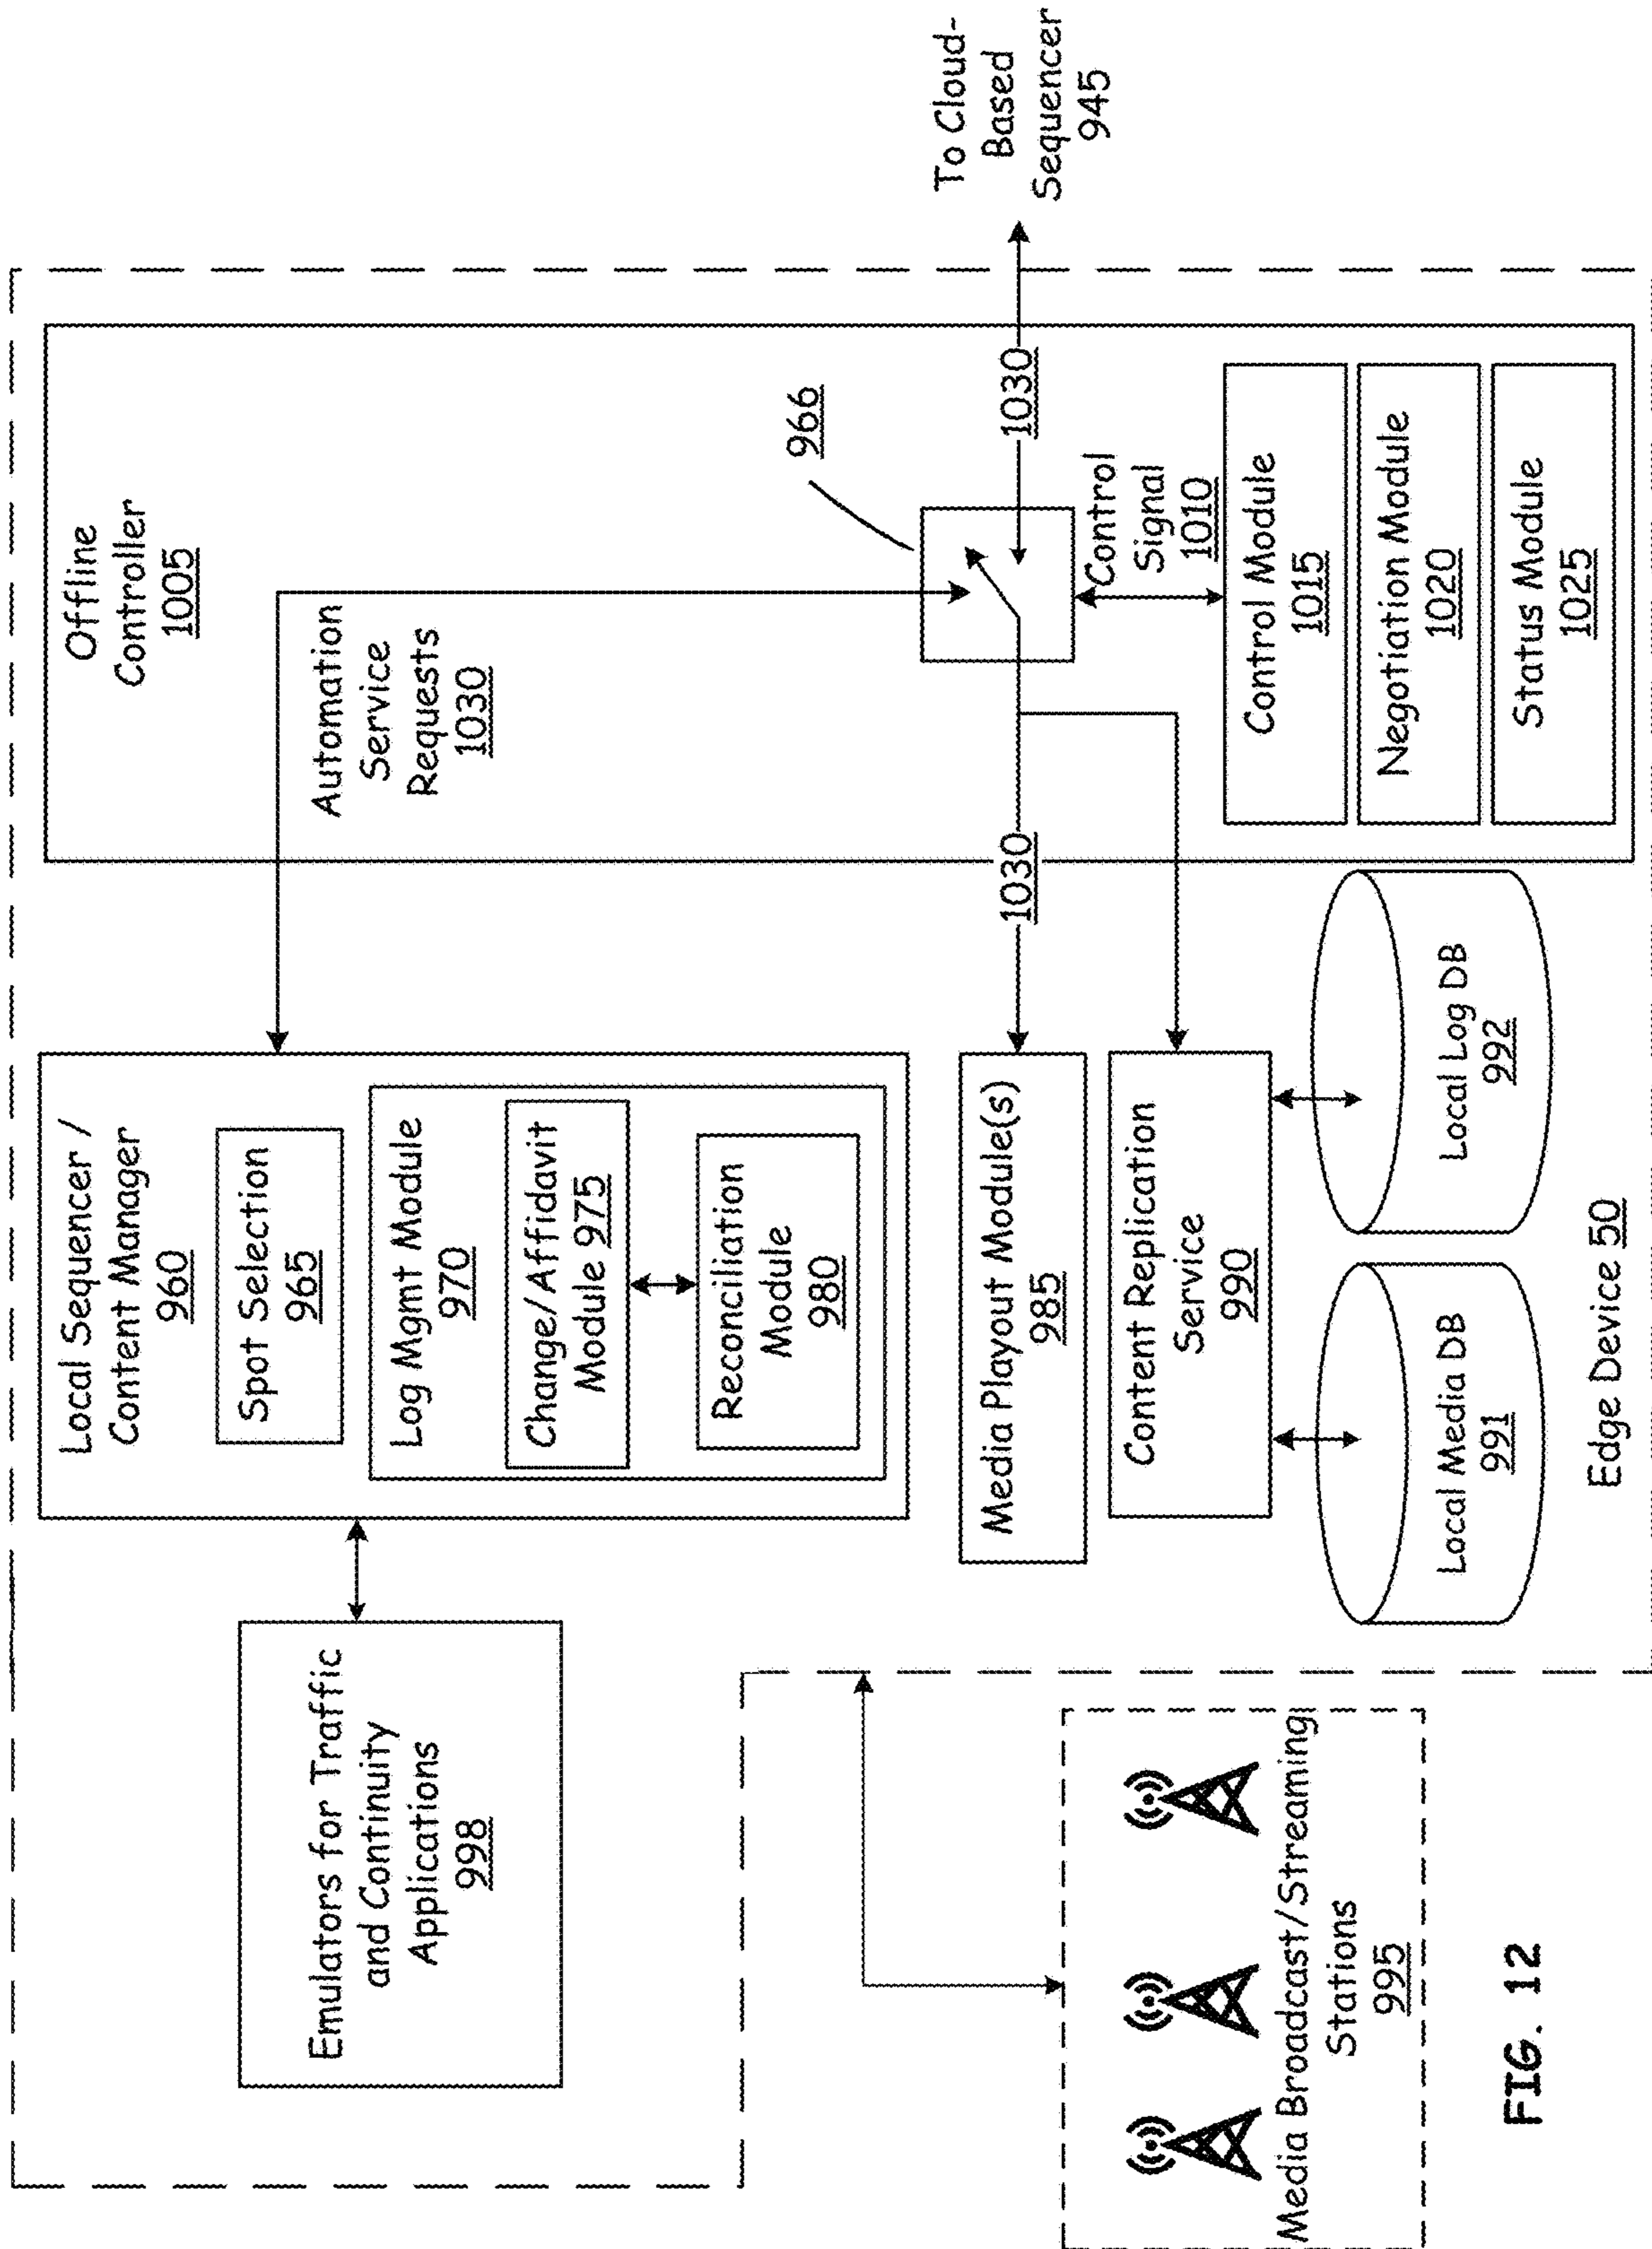 Emulators for Traffic
and Continuity
Applications
998
Local Sequencer /
Content Manager
960
Spot Selection
965
Log Mgmt Module
970
Change/Affidavit
Module 975
Reconciliation
Module
980
Offline
Controller
1005
Automation
Service
Requests
1030
966
1030
1030
To Cloud-
Based
Sequencer
945
Control
Signal
1010
Control Module
1015
Negotiation Module
1020
Status Module
1025
Media Playout Module(s)
985
Content Replication
Service
990
Local Media DB
991
Local Log DB
992
Edge Device 50
Media Broadcast/Streaming
Stations
995
FIG. 12